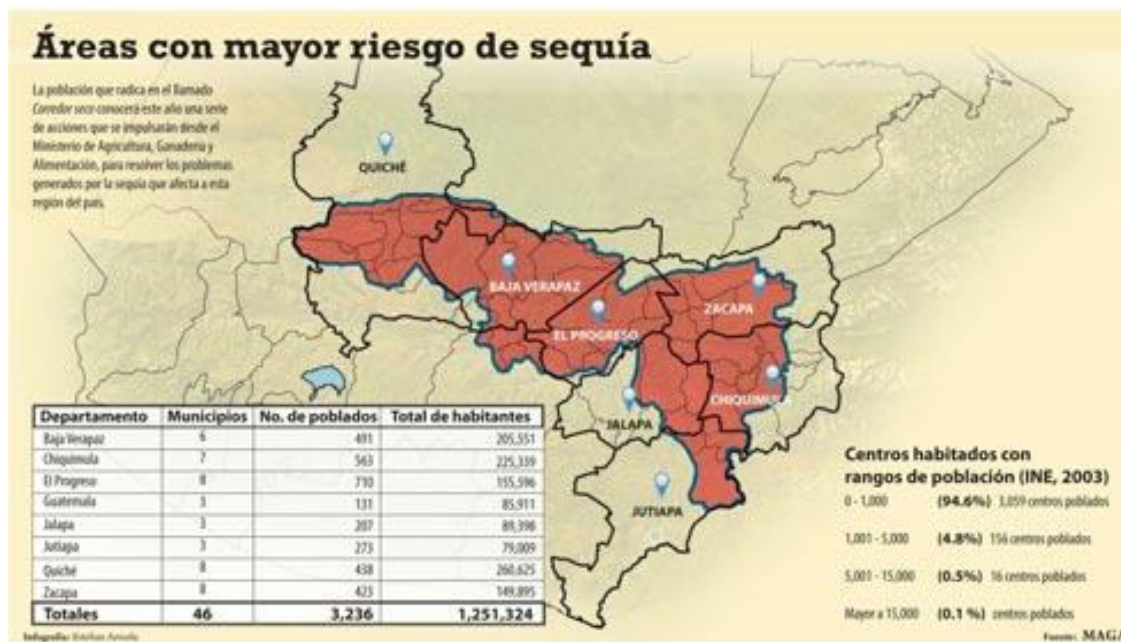 Áreas con mayor riesgo de sequía
La población que radica en el llamado
Corredor seco conocerá este año una serie
de acciones que se impulsarán desde el
Ministerio de Agricultura, Ganadería y
Alimentación, para resolver los problemas
generados por la sequía que afecta a esta
región del país.
QUICHÉ
BAJA VERAPAZ
ZACAPA
EL PROGRESO
CHIQUIMULA
JALAPA
JUTIAPA
Departamento Municipios No. de poblados Total de habitantes
Baja Verapaz 6 491 205,551
Chiquimula 7 563 225,339
El Progreso 8 710 155,596
Guatemala 3 131 85,911
Jalapa 3 207 89,398
Jutiapa 3 273 79,009
Quiché 8 438 260,625
Zacapa 8 423 149,895
Totales 46 3,236 1,251,324
Centros habitados con
rangos de población (INE, 2003)
0 - 1,000 (94.6%) 3,059 centros poblados
1,001 - 5,000 (4.8%) 156 centros poblados
5,001 - 15,000 (0.5%) 16 centros poblados
Mayor a 15,000 (0.1 %) centros poblados
Infografía: Esteban
Fuente: MAGA